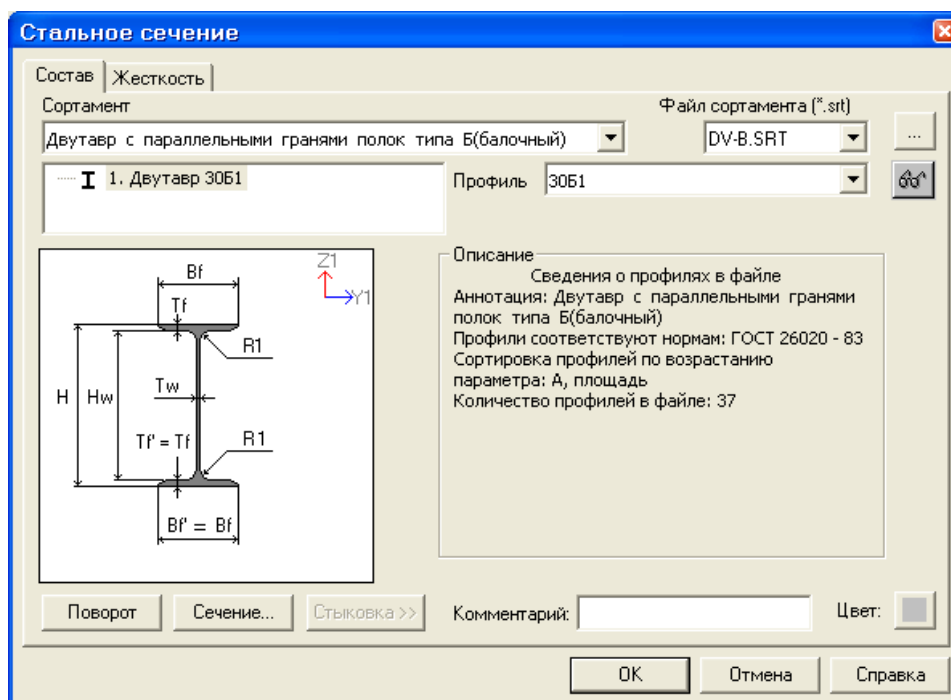 Стальное сечение
Состав
Жесткость
Сортамент
Файл сортамента (*.srt)
Двутавр с параллельными гранями полок типа Б(балочный)
DV-B.SRT
...
1. Двутавр 30Б1
Профиль
30Б1
Bf
Z1
Y1
Tf
R1
Tw
H
Hw
Tf' = Tf
R1
Bf' = Bf
Описание
Сведения о профилях в файле
Аннотация: Двутавр с параллельными гранями
полок типа Б(балочный)
Профили соответствуют нормам: ГОСТ 26020 - 83
Сортировка профилей по возрастанию
параметра: A, площадь
Количество профилей в файле: 37
Поворот
Сечение...
Стыковка >>
Комментарий:
Цвет:
OK
Отмена
Справка